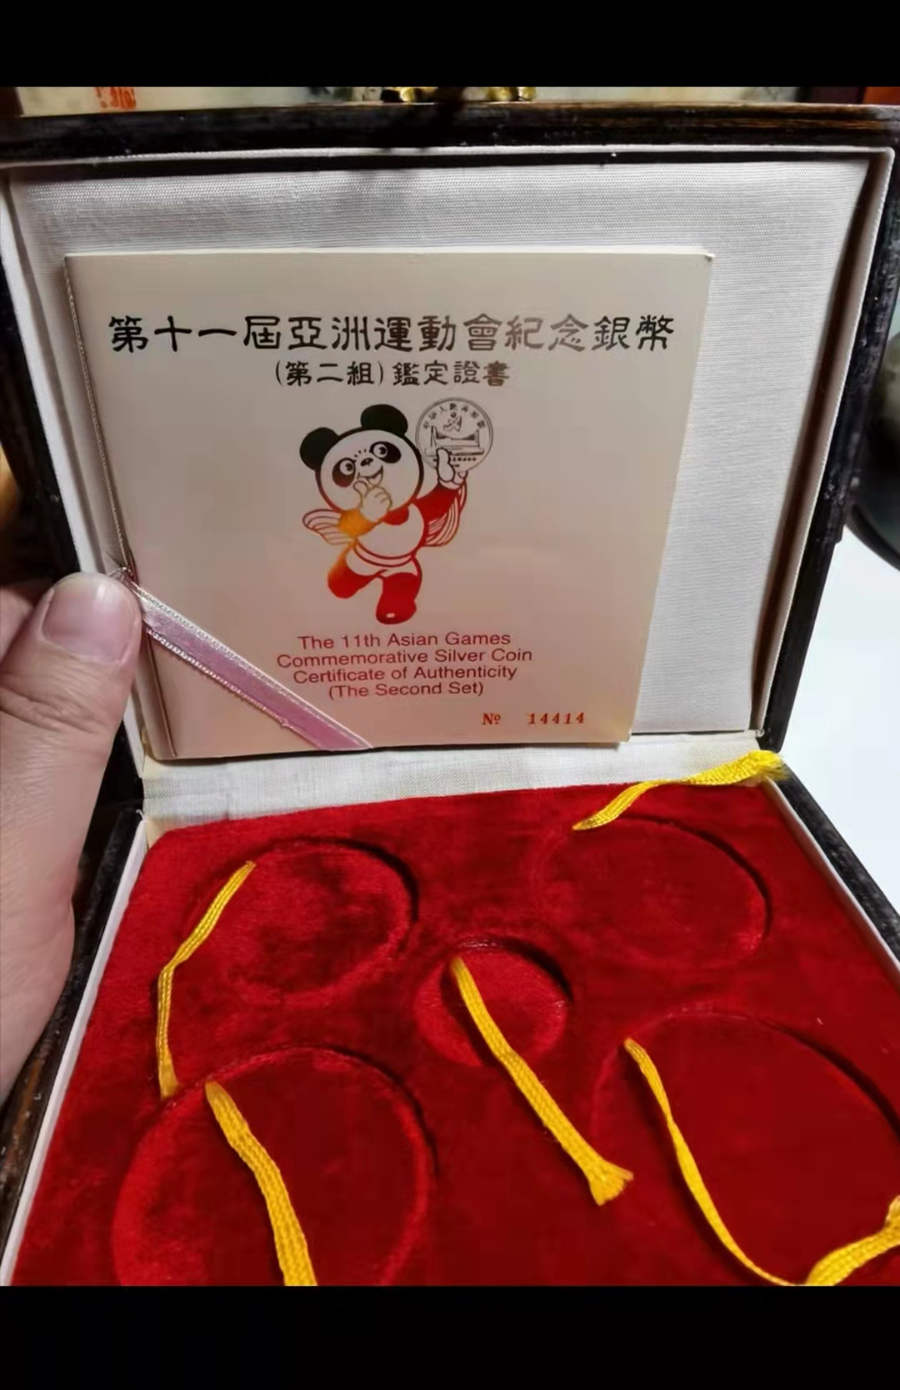 第十一屆亞洲運動會紀念銀幣
(第二組)鑑定證書
The 11th Asian Games
Commemorative Silver Coin
Certificate of Authenticity
(The Second Set)
№ 14414